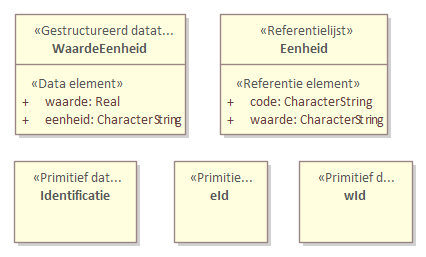 «Gestructureerd datat...
WaardeEenheid
«Data element»
+ waarde: Real
+ eenheid: CharacterString
«Referentielijst»
Eenheid
«Referentie element»
+ code: CharacterString
+ waarde: CharacterString
«Primitief dat...
Identificatie
«Primitie...
eId
«Primitief d...
wId